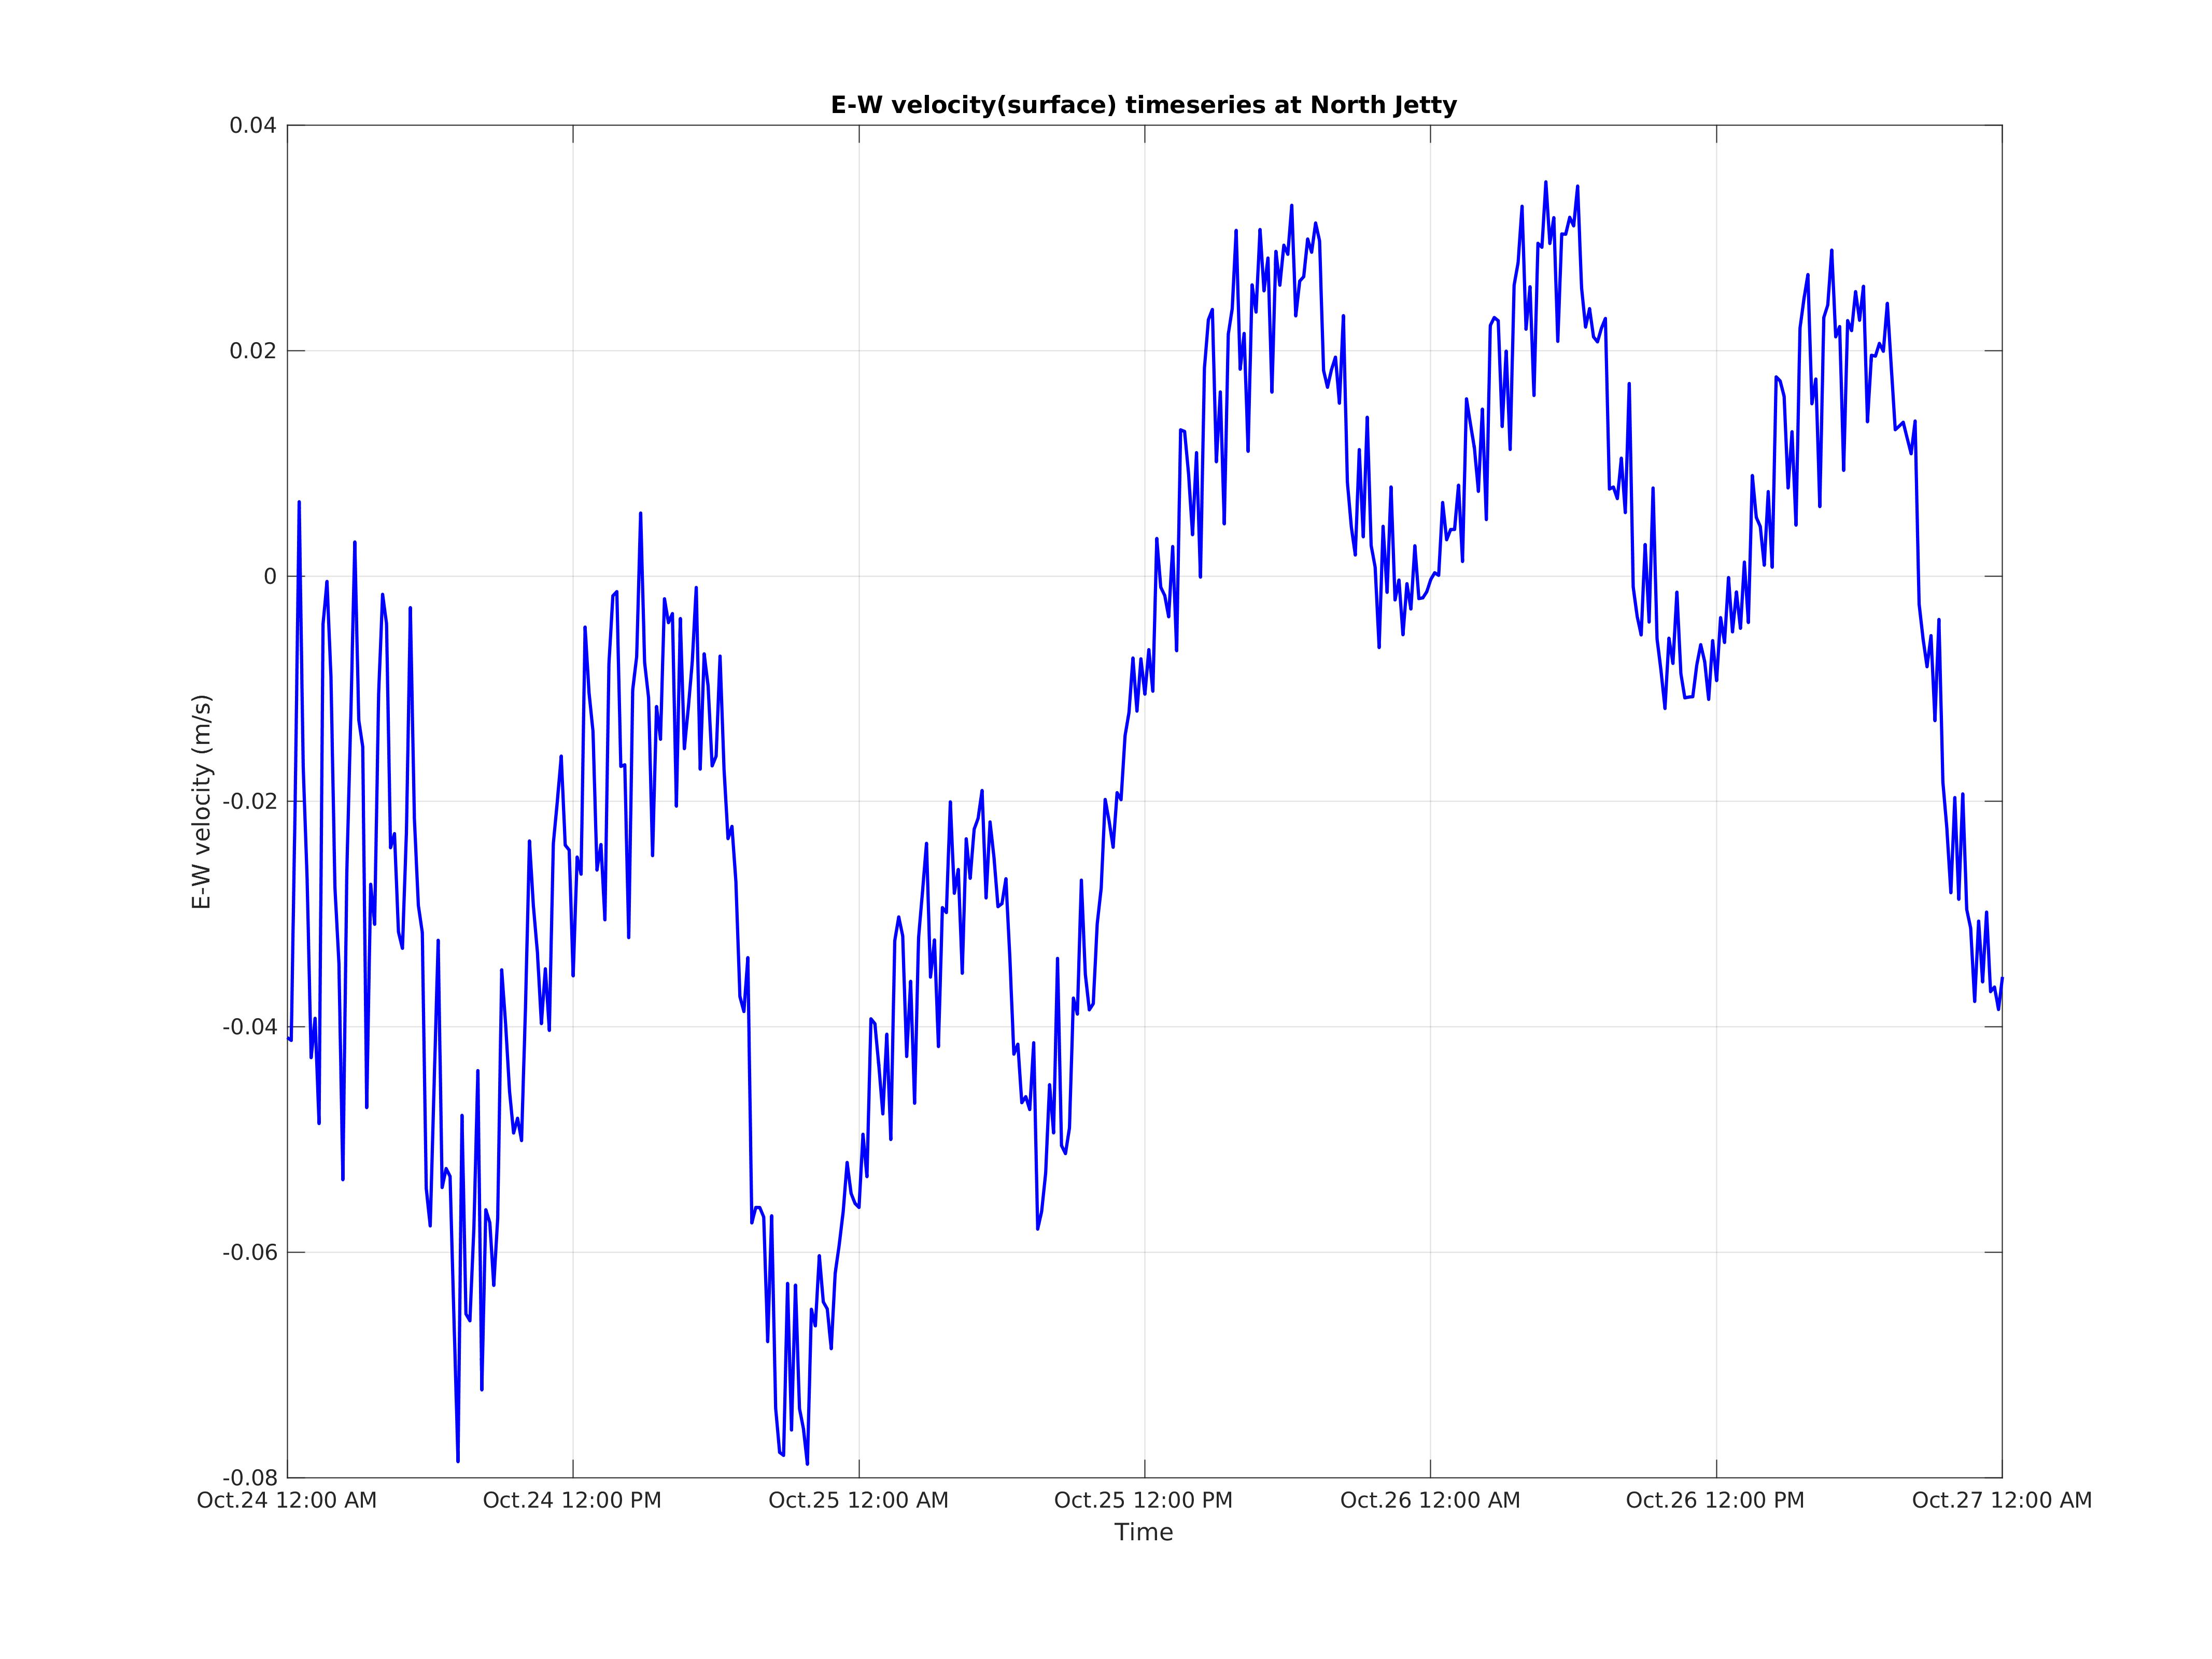 E-W velocity(surface) timeseries at North Jetty
0.04
0.02
0
-0.02
-0.04
-0.06
-0.08
E-W velocity (m/s)
Oct.24 12:00 AM
Oct.24 12:00 PM
Oct.25 12:00 AM
Oct.25 12:00 PM
Oct.26 12:00 AM
Oct.26 12:00 PM
Oct.27 12:00 AM
Time